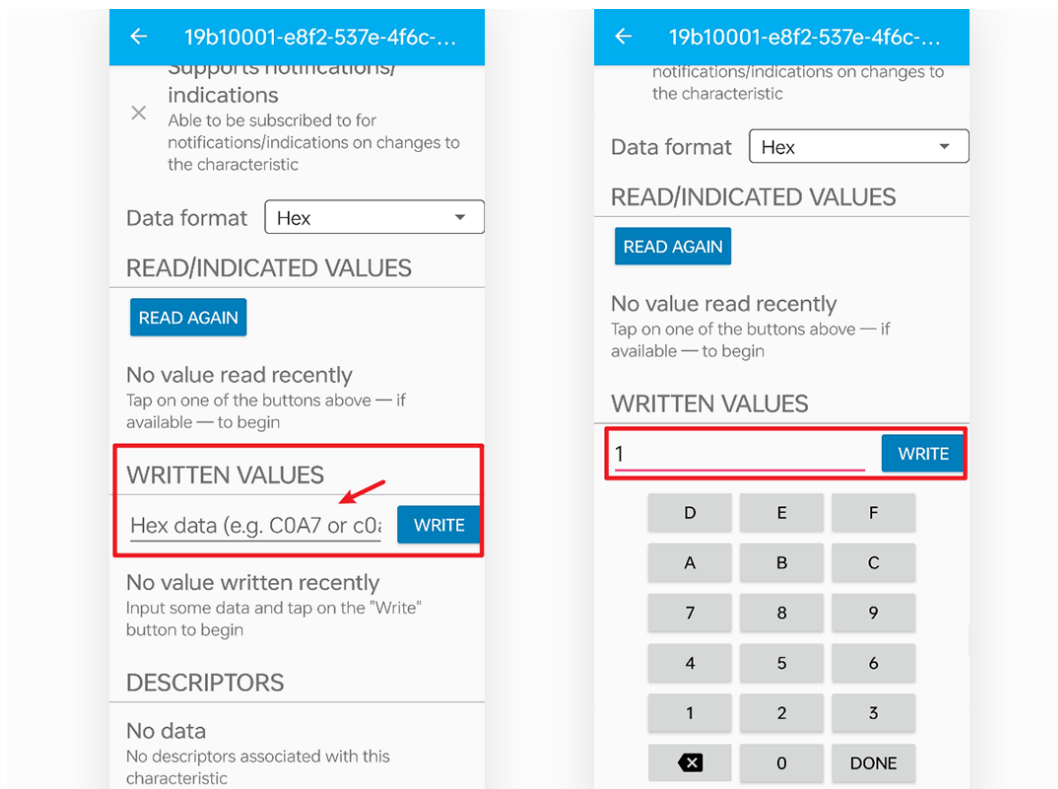 19b10001-e8f2-537e-4f6c-...
Supports notifications/
indications
Able to be subscribed to for
notifications/indications on changes to
the characteristic
Data format Hex
READ/INDICATED VALUES
READ AGAIN
No value read recently
Tap on one of the buttons above — if
available — to begin
WRITTEN VALUES
Hex data (e.g. C0A7 or c0a WRITE
No value written recently
Input some data and tap on the "Write"
button to begin
DESCRIPTORS
No data
No descriptors associated with this
characteristic
19b10001-e8f2-537e-4f6c-...
notifications/indications on changes to
the characteristic
Data format Hex
READ/INDICATED VALUES
READ AGAIN
No value read recently
Tap on one of the buttons above — if
available — to begin
WRITTEN VALUES
1 WRITE
D E F
A B C
7 8 9
4 5 6
1 2 3
0 DONE